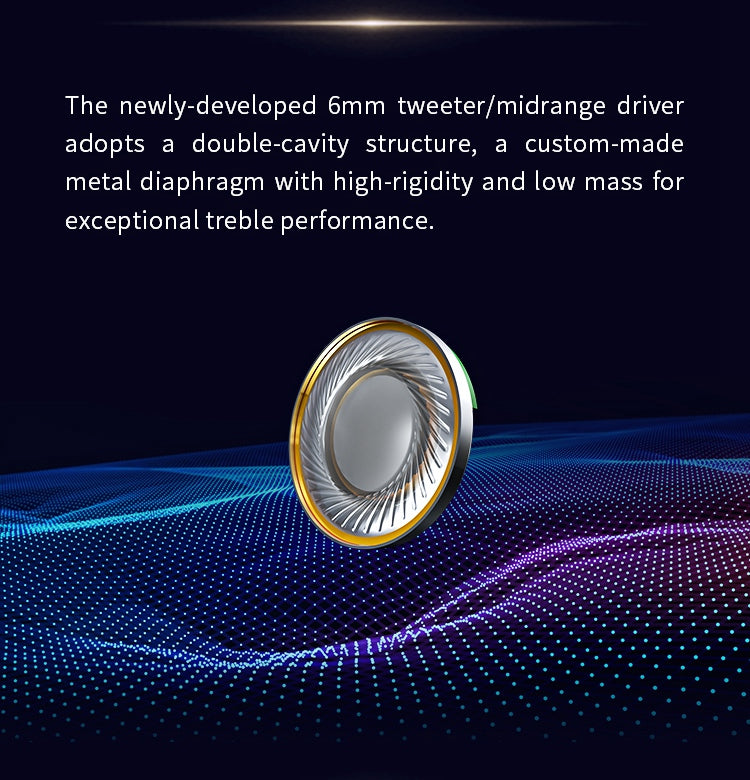 The newly-developed 6mm tweeter/midrange driver
adopts a double-cavity structure, a custom-made
metal diaphragm with high-rigidity and low mass for
exceptional treble performance.